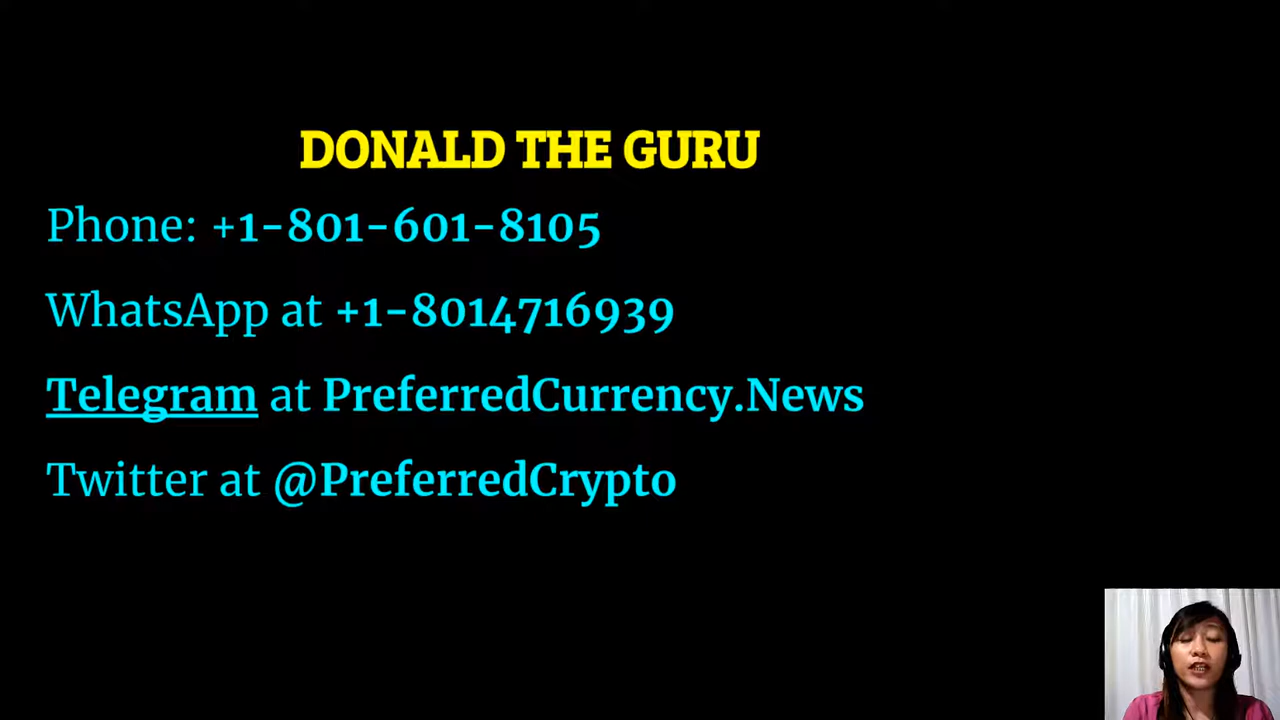 DONALD THE GURU
Phone: +1-801-601-8105
WhatsApp at +1-8014716939
Telegram at PreferredCurrency.News
Twitter at @PreferredCrypto